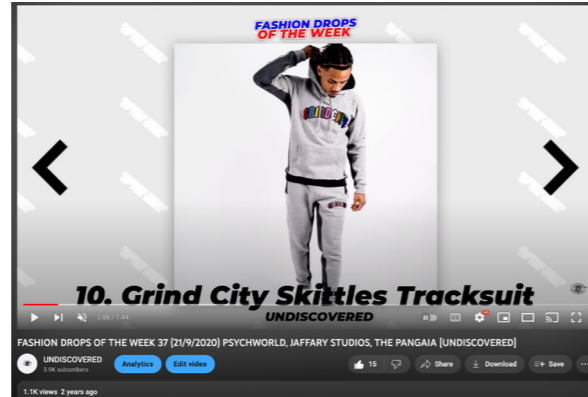 FASHION DROPS
OF THE WEEK
GRIND CITY
10. Grind City Skittles Tracksuit
UNDISCOVERED
0:06 / 1:44
FASHION DROPS OF THE WEEK 37 (21/9/2020) PSYCHWORLD, JAFFARY STUDIOS, THE PANGAIA [UNDISCOVERED]
UNDISCOVERED
3.9K subscribers
Analytics
Edit video
15
Share
Download
Save
1.1K views 2 years ago